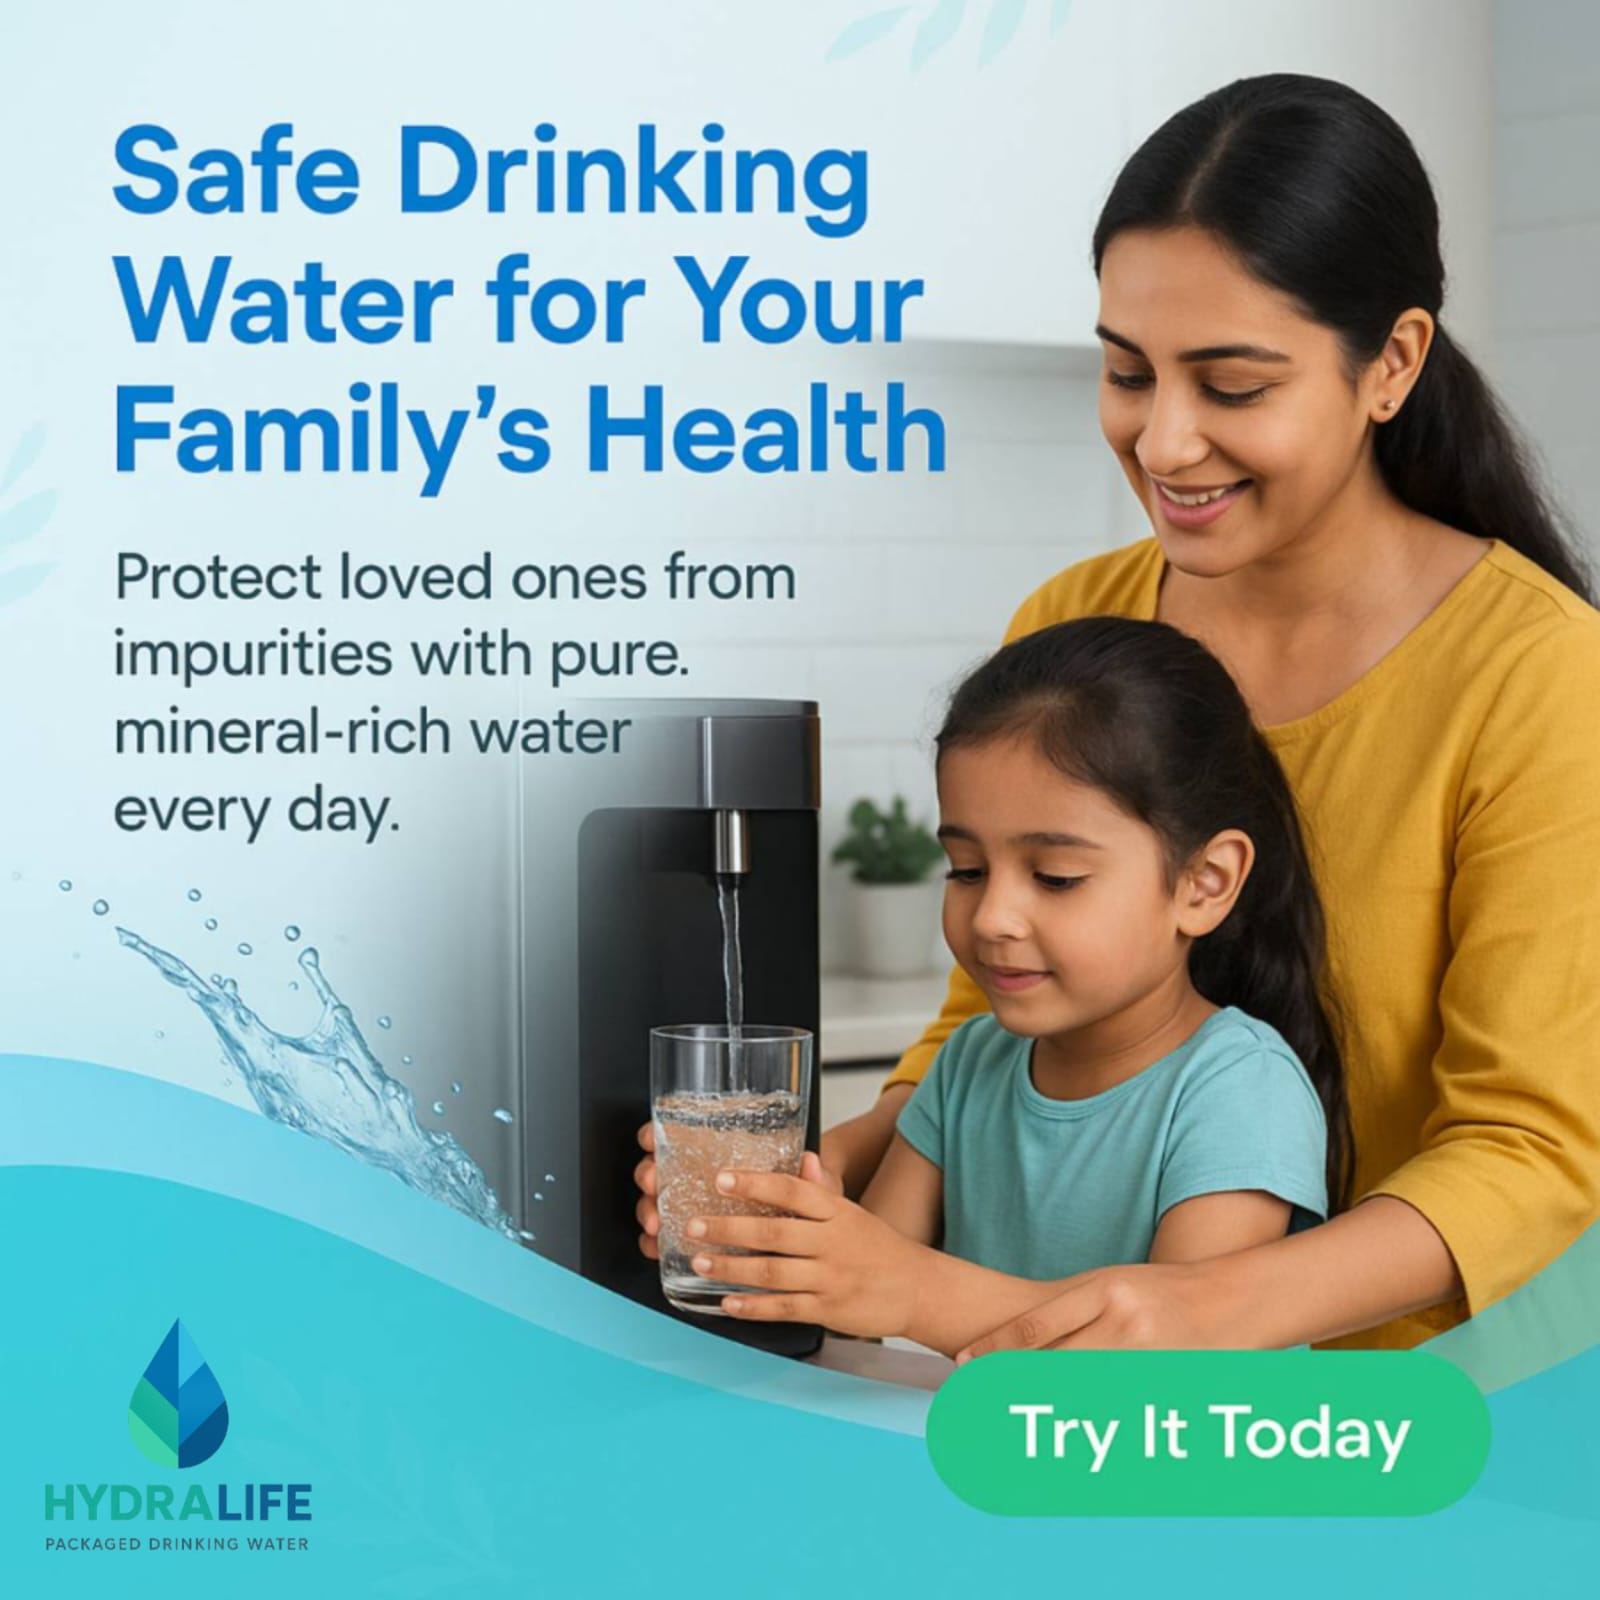 Safe Drinking
Water for Your
Family’s Health
Protect loved ones from
impurities with pure.
mineral-rich water
every day.
HYDRALIFE
PACKAGED DRINKING WATER
Try It Today